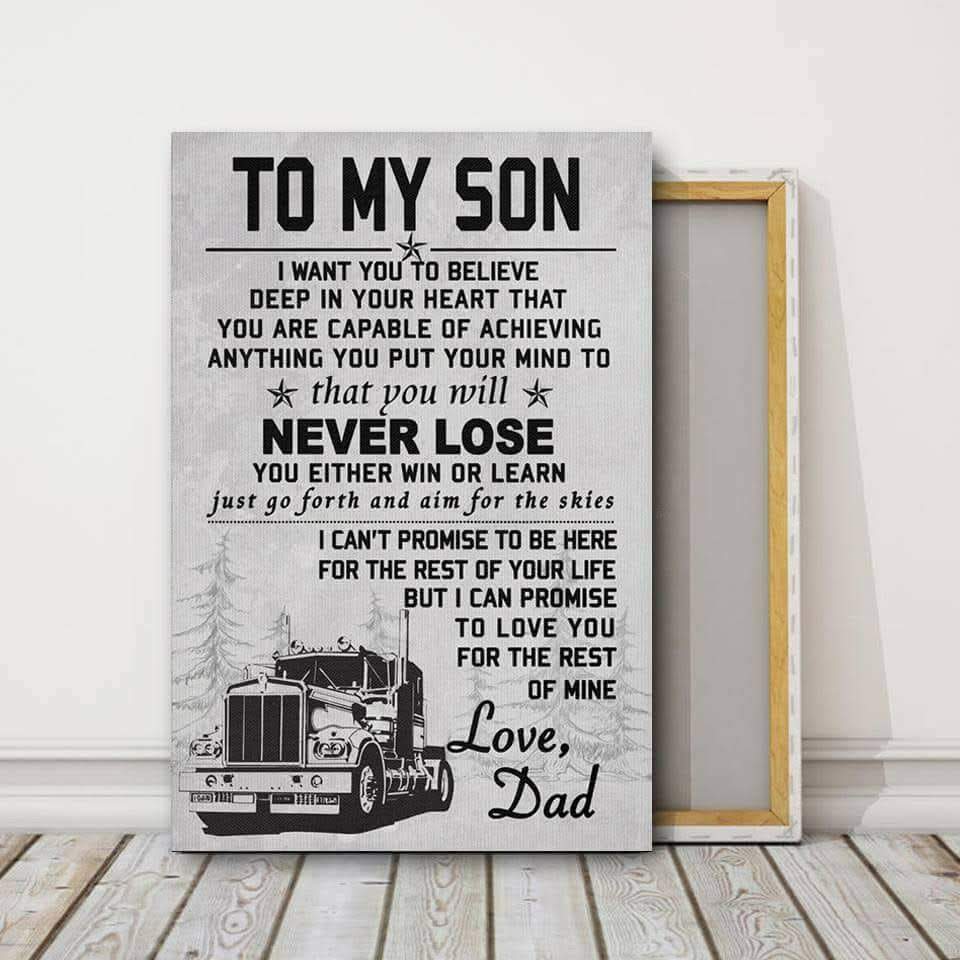 TO MY SON
I WANT YOU TO BELIEVE
DEEP IN YOUR HEART THAT
YOU ARE CAPABLE OF ACHIEVING
ANYTHING YOU PUT YOUR MIND TO
that you will
NEVER LOSE
YOU EITHER WIN OR LEARN
just go forth and aim for the skies
I CAN'T PROMISE TO BE HERE
FOR THE REST OF YOUR LIFE
BUT I CAN PROMISE
TO LOVE YOU
FOR THE REST
OF MINE
Love,
Dad